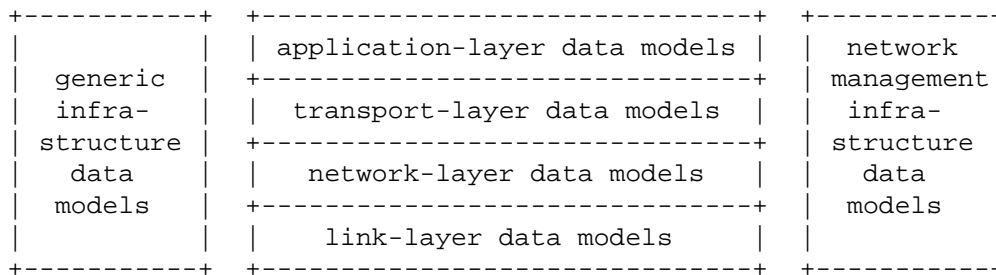 +-----------+ +-------------------------------+ +------------
| | | application-layer data models | | network
| generic | +-------------------------------+ | management
| infra- | | transport-layer data models | | infra-
| structure | +-------------------------------+ | structure
| data | | network-layer data models | | data
| models | +-------------------------------+ | models
| | | link-layer data models | |
+-----------+ +-------------------------------+ +------------